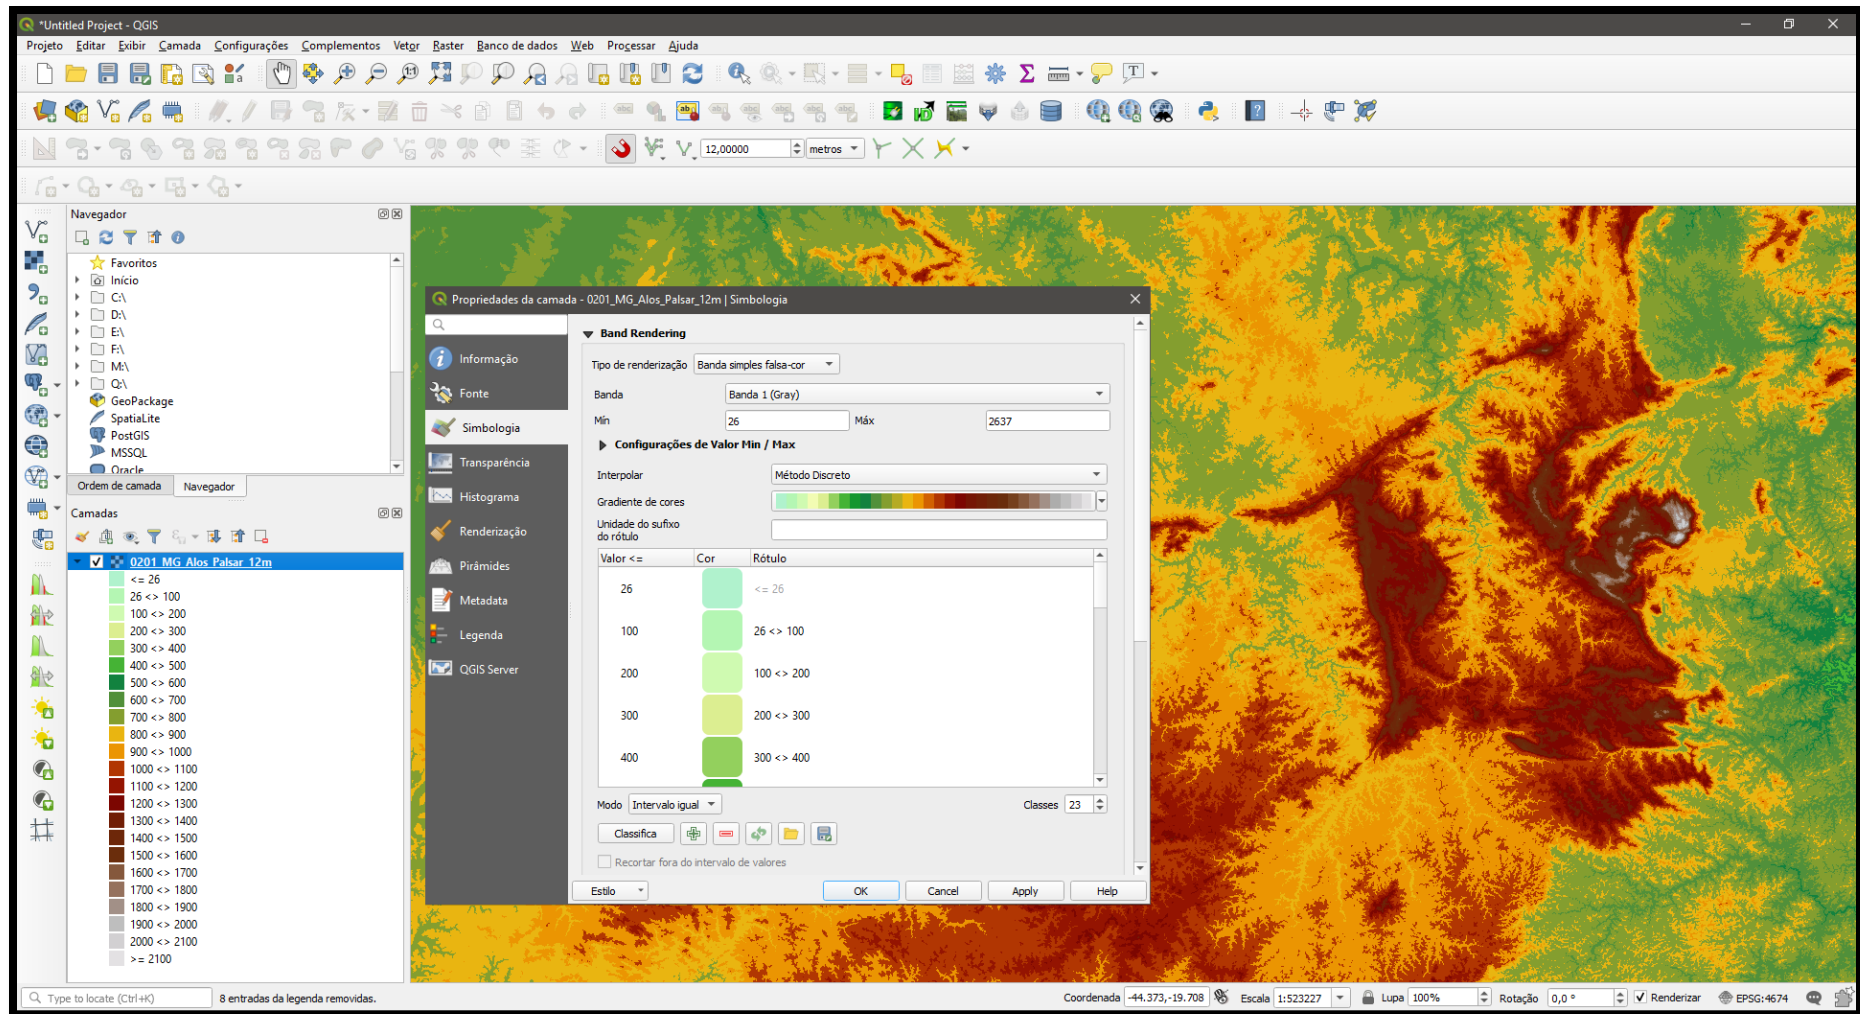 *Untitled Project - QGIS
Projeto Editar Exibir Camada Configurações Complementos Vetor Raster Banco de dados Web Processar Ajuda
12,00000 metros
Navegador
Favoritos
Início
C:\
D:\
E:\
F:\
M:\
Q:\
GeoPackage
SpatiaLite
PostGIS
MSSQL
Oracle
Ordem de camada Navegador
Camadas
0201_MG_Alos_Palsar_12m
<= 26
26 <> 100
100 <> 200
200 <> 300
300 <> 400
400 <> 500
500 <> 600
600 <> 700
700 <> 800
800 <> 900
900 <> 1000
1000 <> 1100
1100 <> 1200
1200 <> 1300
1300 <> 1400
1400 <> 1500
1500 <> 1600
1600 <> 1700
1700 <> 1800
1800 <> 1900
1900 <> 2000
2000 <> 2100
>= 2100
Propriedades da camada - 0201_MG_Alos_Palsar_12m | Simbologia
Informação
Fonte
Simbologia
Transparência
Histograma
Renderização
Pirâmides
Metadata
Legenda
QGIS Server
Band Rendering
Tipo de renderização Banda simples falsa-cor
Banda Banda 1 (Gray)
Mín 26 Máx 2637
Configurações de Valor Min / Max
Interpolar Método Discreto
Gradiente de cores
Unidade do sufixo
do rótulo
Valor <= Cor Rótulo
26 <= 26
100 26 <> 100
200 100 <> 200
300 200 <> 300
400 300 <> 400
Modo Intervalo igual Classes 23
Classifica
Recortar fora do intervalo de valores
Estilo OK Cancel Apply Help
Type to locate (Ctrl+K) 8 entradas da legenda removidas. Coordenada -44.373,-19.708 Escala 1:523227 Lupa 100% Rotação 0,0 ° Renderizar EPSG:4674